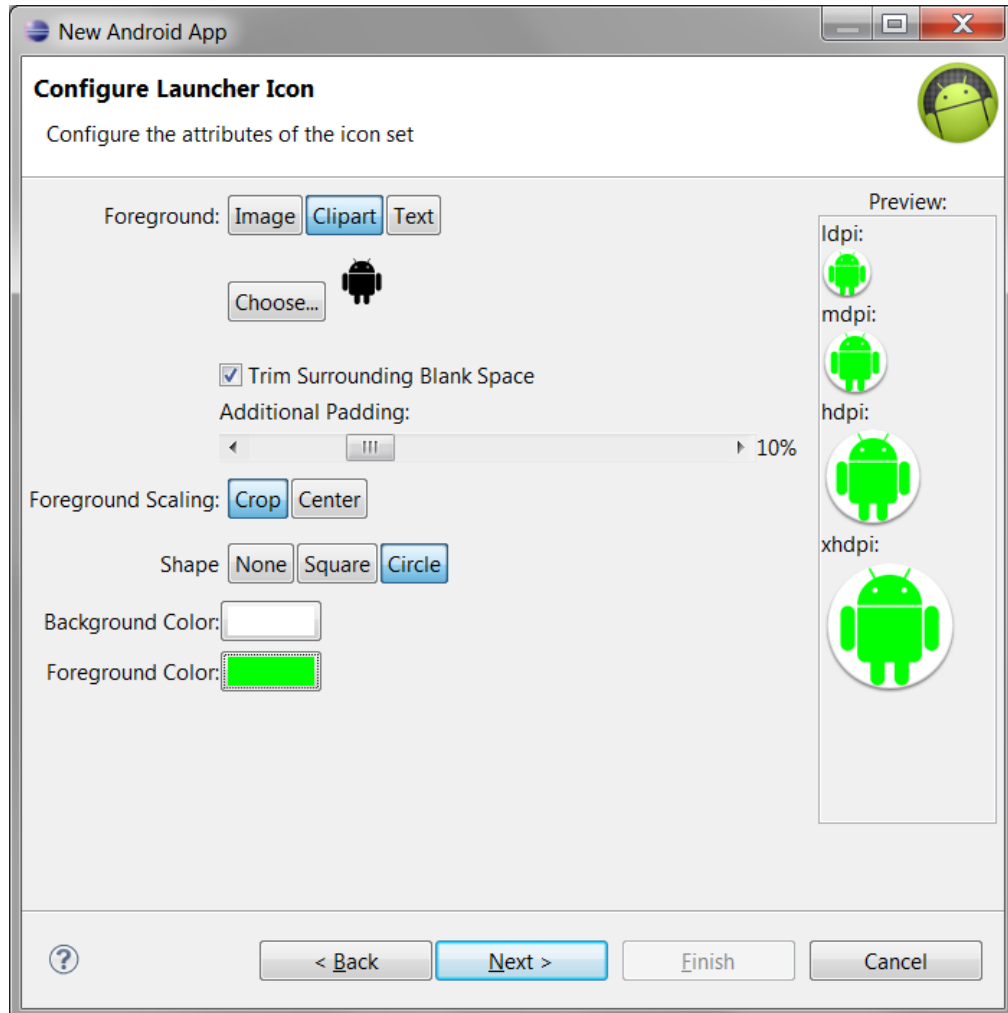 New Android App
Configure Launcher Icon
Configure the attributes of the icon set
Foreground: Image Clipart Text
Choose...
Trim Surrounding Blank Space
Additional Padding:
10%
Foreground Scaling: Crop Center
Shape None Square Circle
Background Color:
Foreground Color:
Preview:
ldpi:
mdpi:
hdpi:
xhdpi:
? < Back Next > Finish Cancel